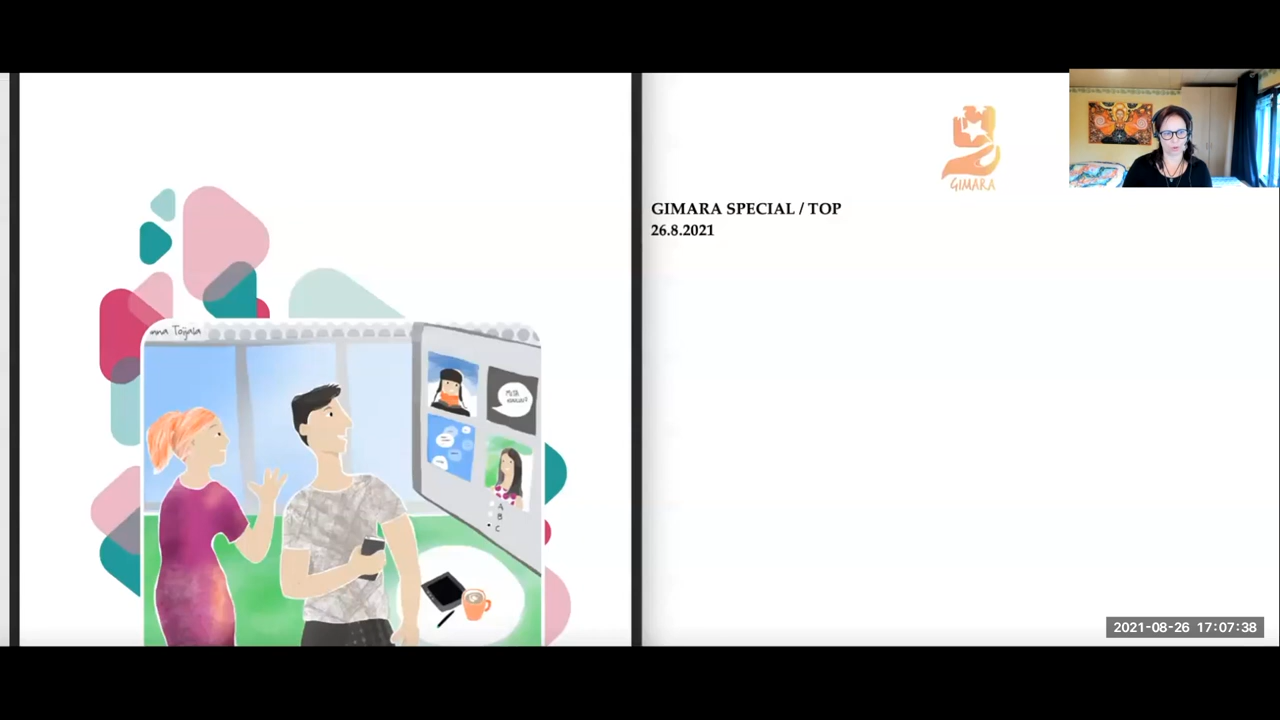 GIMARA
GIMARA SPECIAL / TOP
26.8.2021
A
B
C
2021-08-26 17:07:38